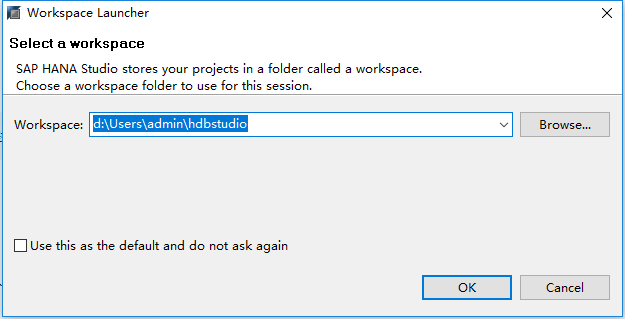 Workspace Launcher
Select a workspace
SAP HANA Studio stores your projects in a folder called a workspace.
Choose a workspace folder to use for this session.
Workspace: d:\Users\admin\hdbstudio Browse...
Use this as the default and do not ask again
OK Cancel